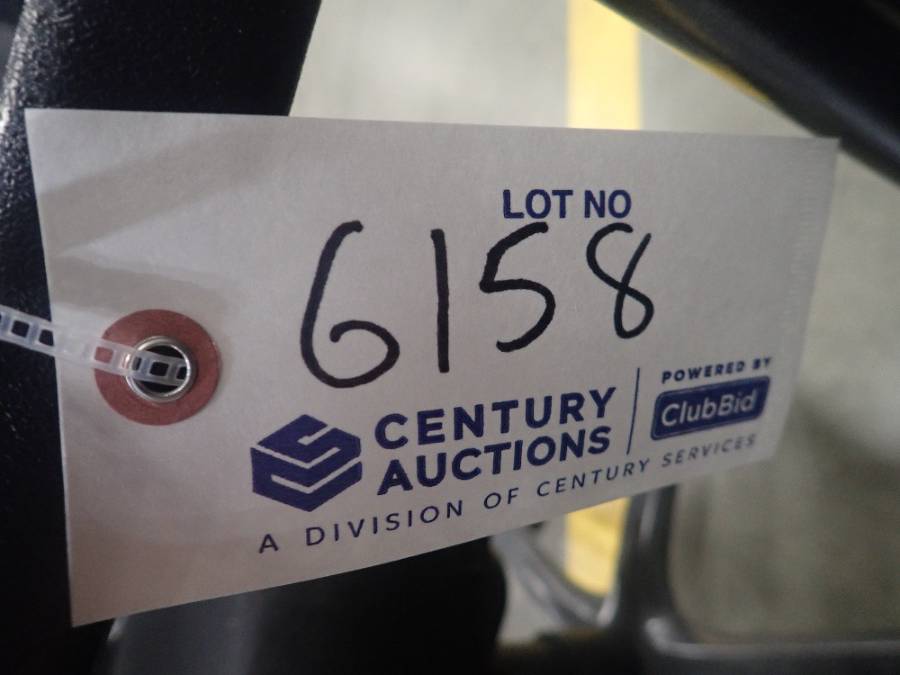 LOT NO
6158
CENTURY AUCTIONS
POWERED BY
ClubBid
A DIVISION OF CENTURY SERVICES